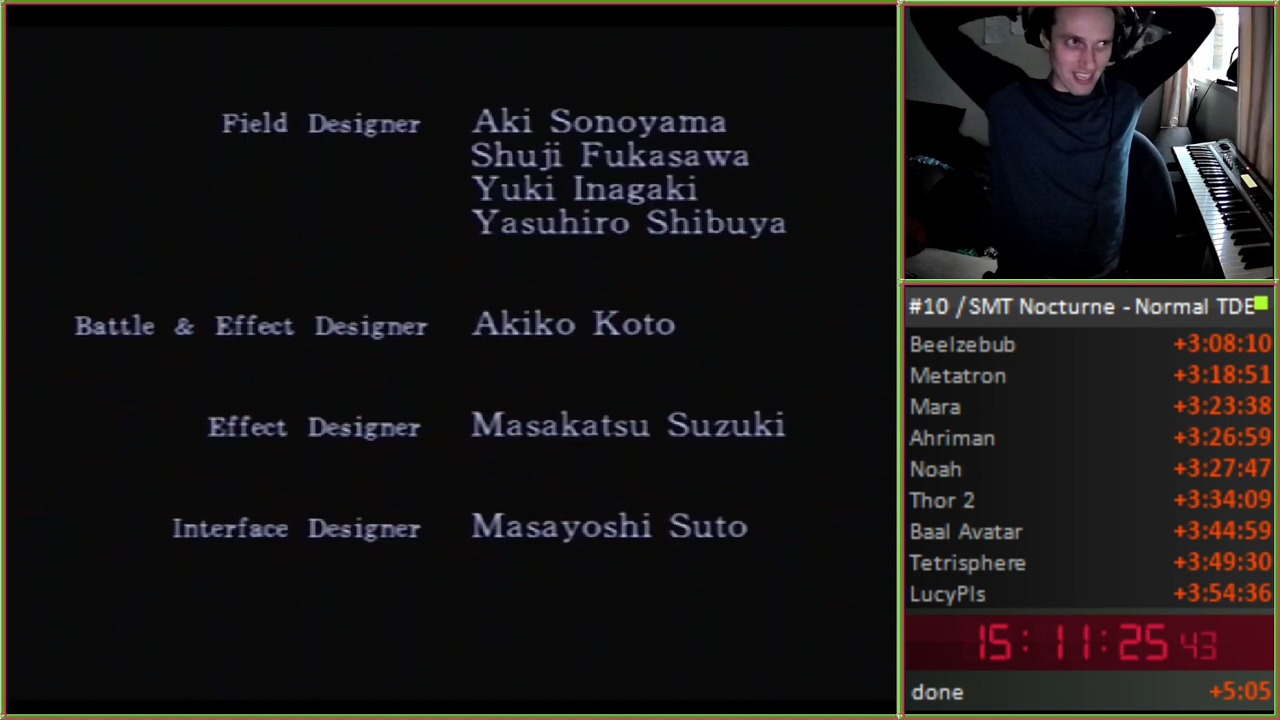 Field Designer Aki Sonoyama
Shuji Fukasawa
Yuki Inagaki
Yasuhiro Shibuya
Battle & Effect Designer Akiko Koto
Effect Designer Masakatsu Suzuki
Interface Designer Masayoshi Suto
#10 / SMT Nocturne - Normal TDE
Beelzebub +3:08:10
Metatron +3:18:51
Mara +3:23:38
Ahriman +3:26:59
Noah +3:27:47
Thor 2 +3:34:09
Baal Avatar +3:44:59
Tetrisphere +3:49:30
LucyPls +3:54:36
15:11:25 43
done +5:05